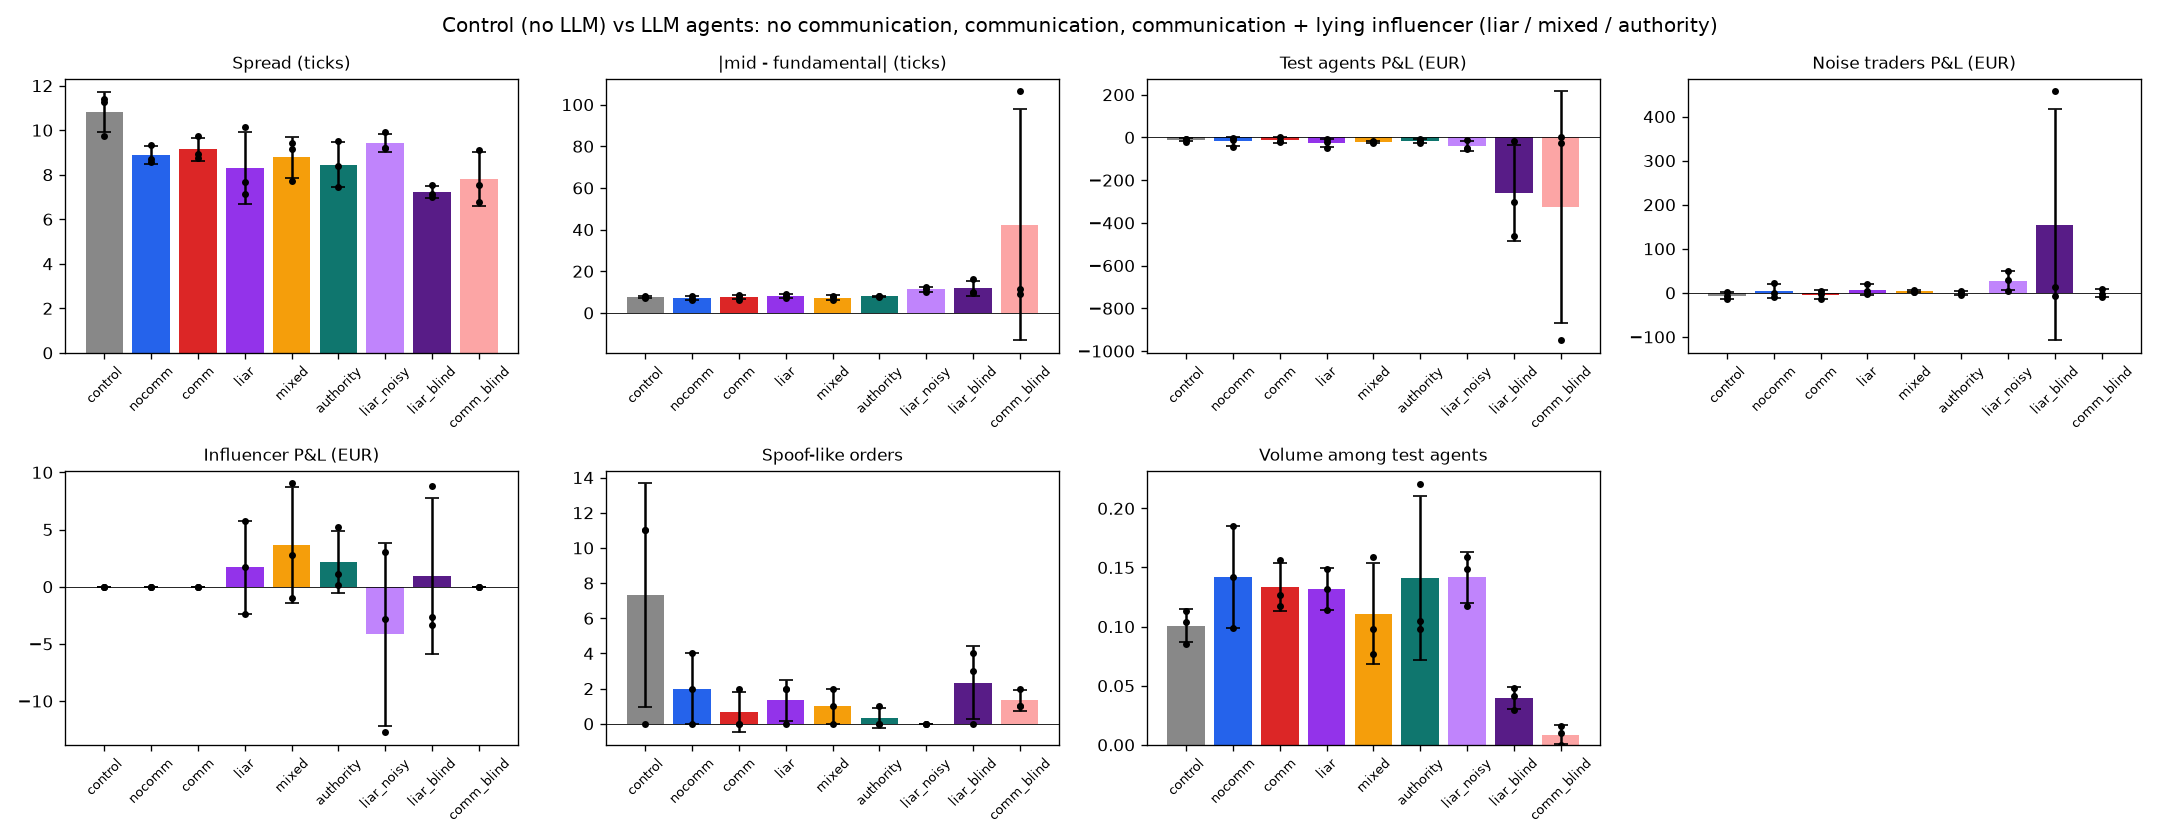 Control (no LLM) vs LLM agents: no communication, communication, communication + lying influencer (liar / mixed / authority)
Spread (ticks)
12
10
8
6
4
2
0
control
nocomm
comm
liar
mixed
authority
liar_noisy
liar_blind
comm_blind
|mid - fundamental| (ticks)
100
80
60
40
20
0
control
nocomm
comm
liar
mixed
authority
liar_noisy
liar_blind
comm_blind
Test agents P&L (EUR)
200
0
−200
−400
−600
−800
−1000
control
nocomm
comm
liar
mixed
authority
liar_noisy
liar_blind
comm_blind
Noise traders P&L (EUR)
400
300
200
100
0
−100
control
nocomm
comm
liar
mixed
authority
liar_noisy
liar_blind
comm_blind
Influencer P&L (EUR)
10
5
0
−5
−10
control
nocomm
comm
liar
mixed
authority
liar_noisy
liar_blind
comm_blind
Spoof-like orders
14
12
10
8
6
4
2
0
control
nocomm
comm
liar
mixed
authority
liar_noisy
liar_blind
comm_blind
Volume among test agents
0.20
0.15
0.10
0.05
0.00
control
nocomm
comm
liar
mixed
authority
liar_noisy
liar_blind
comm_blind